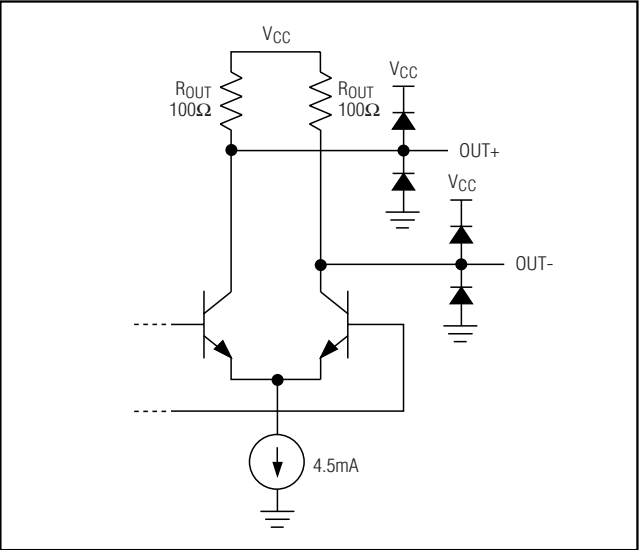 VCC
ROUT
100Ω
ROUT
100Ω
VCC
OUT+
VCC
OUT-
4.5mA